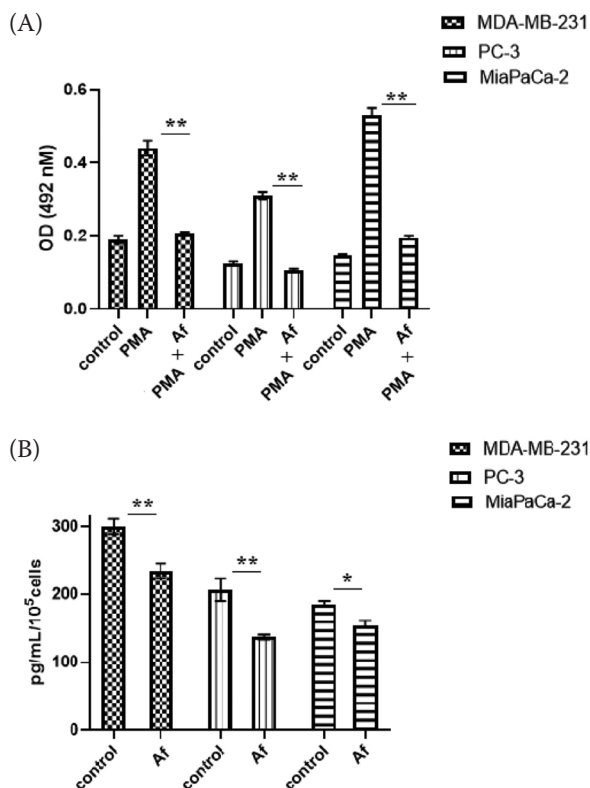 (A)
MDA-MB-231
PC-3
MiaPaCa-2
OD (492 nM)
0.6
0.4
0.2
0.0
**
**
**
control
PMA
PMA + Af
control
PMA
PMA + Af
control
PMA
PMA + Af
(B)
MDA-MB-231
PC-3
MiaPaCa-2
pg/mL/10⁵cells
300
200
100
0
**
**
*
control
Af
control
Af
control
Af